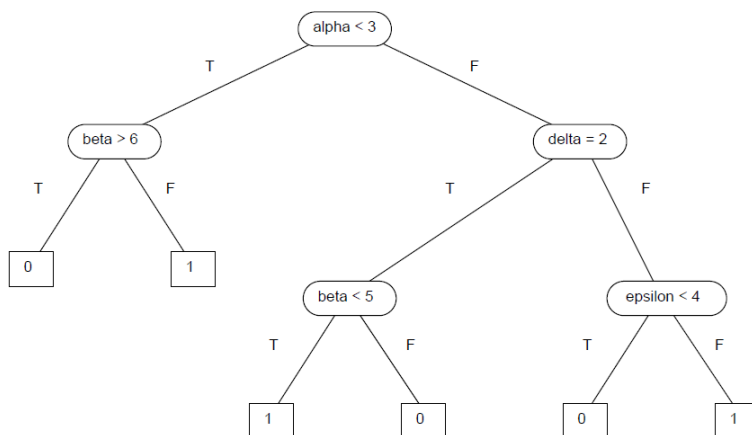 alpha < 3
T
F
beta > 6
delta = 2
T
F
T
F
0
1
beta < 5
epsilon < 4
T
F
T
F
1
0
0
1